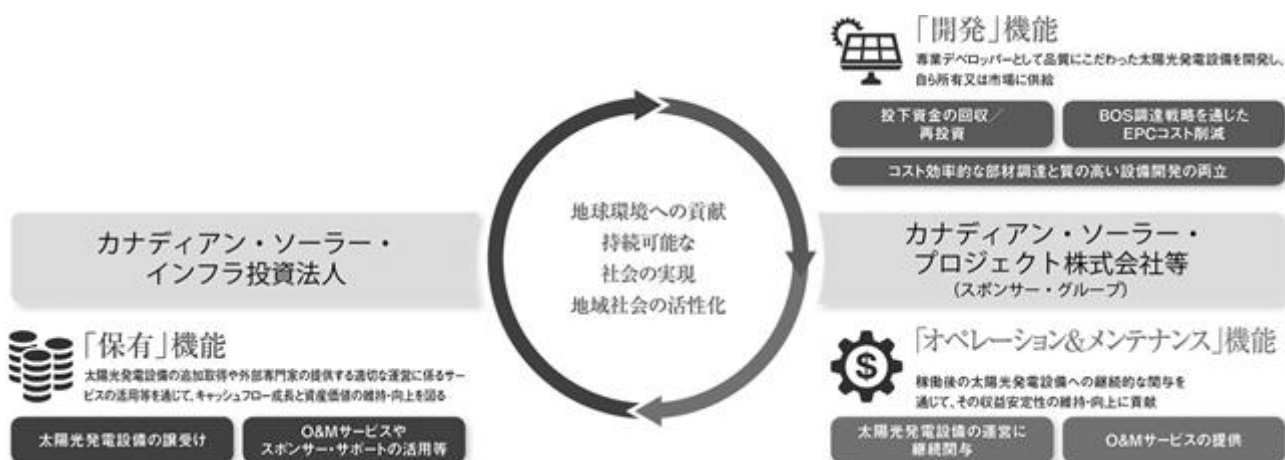 「開発」機能
専業デベロッパーとして品質にこだわった太陽光発電設備を開発し、
自ら所有又は市場に供給
投下資金の回収／
再投資
BOS調達戦略を通じた
EPCコスト削減
コスト効率的な部材調達と質の高い設備開発の両立
地球環境への貢献
持続可能な
社会の実現
地域社会の活性化
カナディアン・ソーラー・
インフラ投資法人
カナディアン・ソーラー・
プロジェクト株式会社等
（スポンサー・グループ）
「保有」機能
太陽光発電設備の追加取得や外部専門家の提供する適切な運営に係るサー
ビスの活用等を通じて、キャッシュフロー成長と資産価値の維持・向上を図る
太陽光発電設備の譲受け
O&Mサービスや
スポンサー・サポートの活用等
「オペレーション&メンテナンス」機能
稼働後の太陽光発電設備への継続的な関与を
通じて、その収益安定性の維持・向上に貢献
太陽光発電設備の運営に
継続関与
O&Mサービスの提供
$